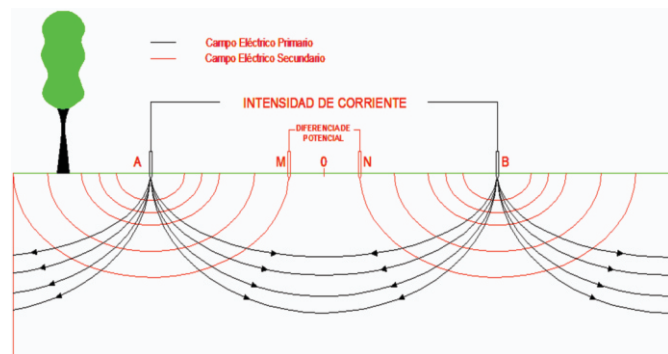 Campo Eléctrico Primario
Campo Eléctrico Secundario
INTENSIDAD DE CORRIENTE
DIFERENCIA DE
POTENCIAL
A M 0 N B